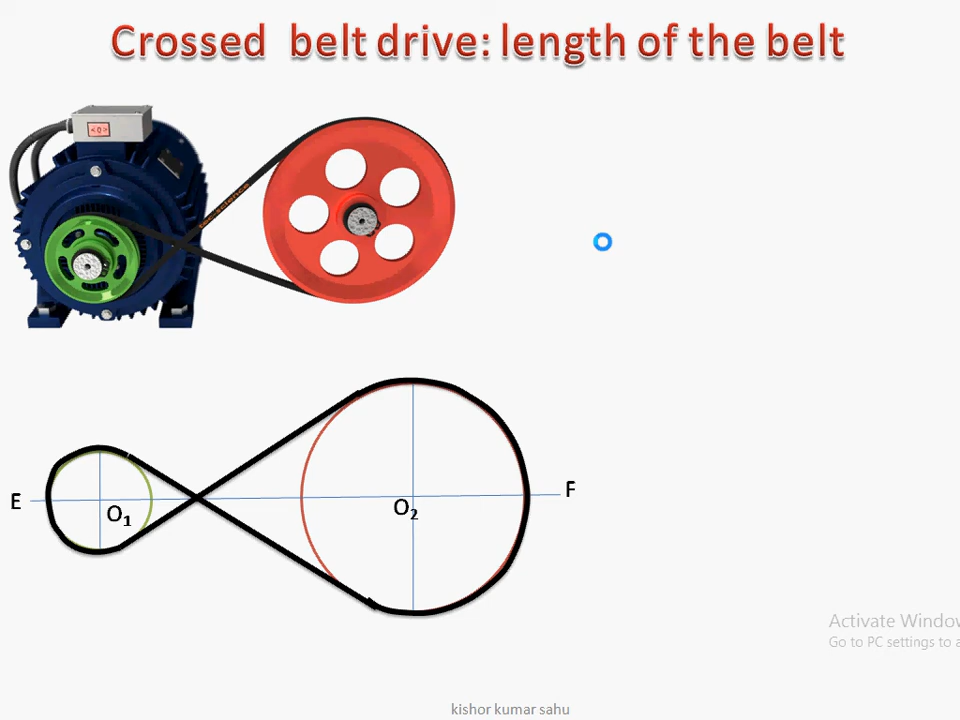 Crossed belt drive: length of the belt
E
O₁
O₂
F
Activate Window
Go to PC settings to a
kishor kumar sahu